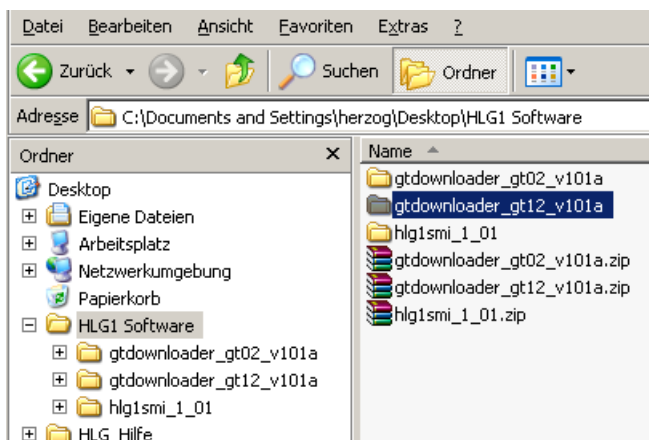 Datei Bearbeiten Ansicht Favoriten Extras ?
Zurück Suchen Ordner
Adresse C:\Documents and Settings\herzog\Desktop\HLG1 Software
Ordner x
Desktop
Eigene Dateien
Arbeitsplatz
Netzwerkumgebung
Papierkorb
HLG1 Software
gtdownloader_gt02_v101a
gtdownloader_gt12_v101a
hlg1smi_1_01
HLG Hilfe
Name
gtdownloader_gt02_v101a
gtdownloader_gt12_v101a
hlg1smi_1_01
gtdownloader_gt02_v101a.zip
gtdownloader_gt12_v101a.zip
hlg1smi_1_01.zip